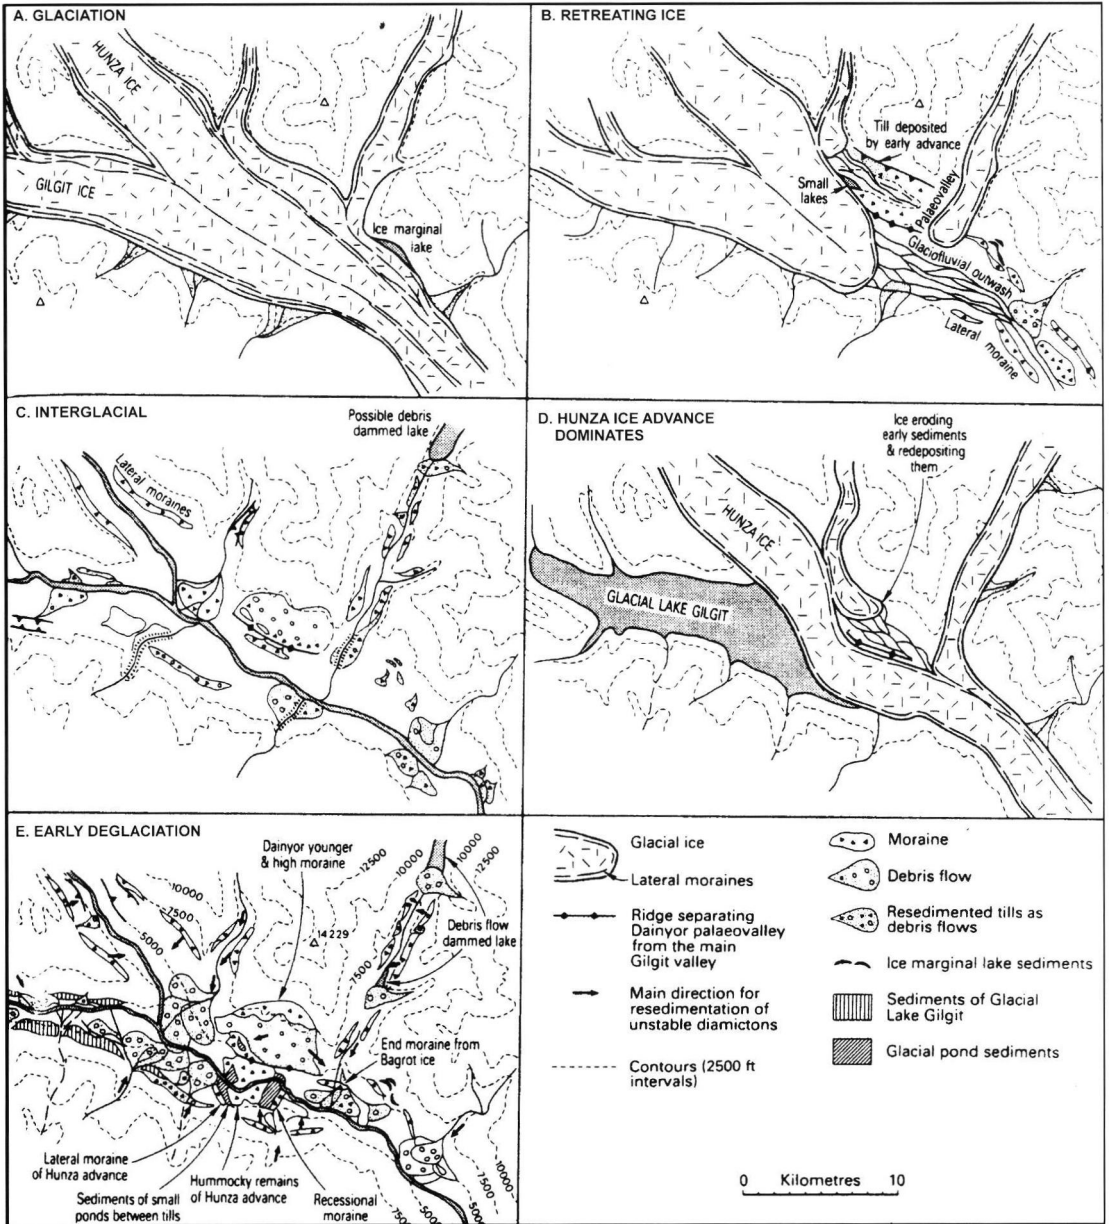 A. GLACIATION
HUNZA ICE
GILGIT ICE
Ice marginal
lake
B. RETREATING ICE
Till deposited
by early advance
Small
lakes
Palaeovalley
Glaciofluvial outwash
Lateral moraine
C. INTERGLACIAL
Possible debris
dammed lake
Lateral moraines
D. HUNZA ICE ADVANCE
DOMINATES
Ice eroding
early sediments
& redepositing
them
HUNZA ICE
GLACIAL LAKE GILGIT
E. EARLY DEGLACIATION
Dainyor younger
& high moraine
12500
10000
10000
12500
10000
7500
5000
14229
7500
Debris flow
dammed lake
End moraine from
Bagrot ice
Lateral moraine
of Hunza advance
Sediments of small
ponds between tills
Hummocky remains
of Hunza advance
Recessional
moraine
10000
7500
5000
7500
5000
Glacial ice
Lateral moraines
Ridge separating
Dainyor palaeovalley
from the main
Gilgit valley
Main direction for
resedimentation of
unstable diamictons
Contours (2500 ft
intervals)
Moraine
Debris flow
Resedimented tills as
debris flows
Ice marginal lake sediments
Sediments of Glacial
Lake Gilgit
Glacial pond sediments
0 Kilometres 10